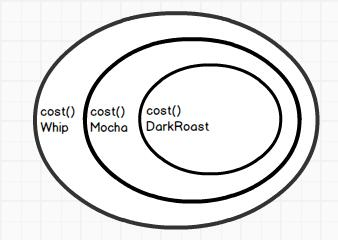 cost()
Whip
cost()
Mocha
cost()
DarkRoast